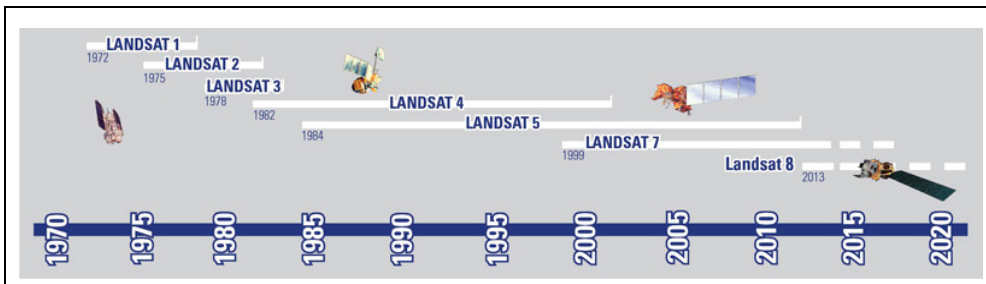 LANDSAT 1
1972
LANDSAT 2
1975
LANDSAT 3
1978
LANDSAT 4
1982
LANDSAT 5
1984
LANDSAT 7
1999
Landsat 8
2013
1970 1975 1980 1985 1990 1995 2000 2005 2010 2015 2020